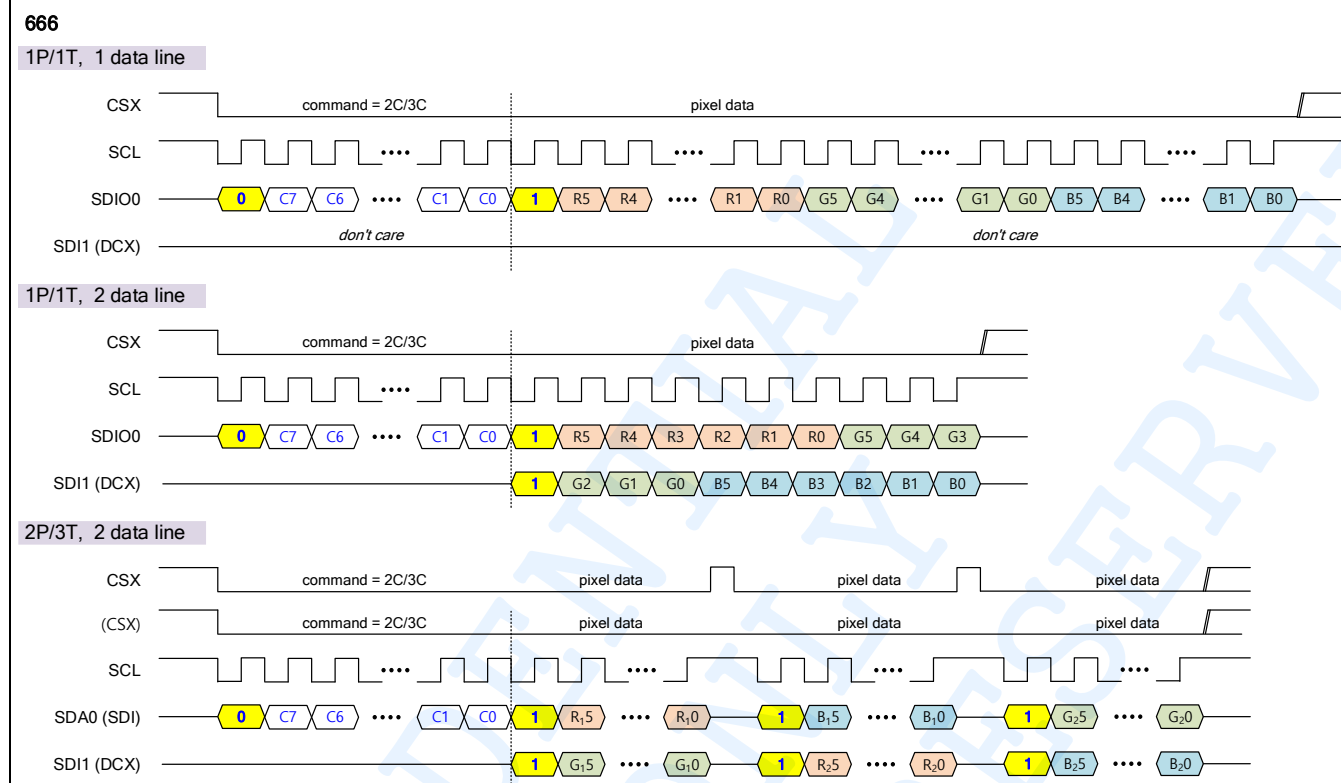 666
1P/1T, 1 data line
CSX command = 2C/3C pixel data
SCL •••• •••• •••• ••••
SDIO0 0 C7 C6 •••• C1 C0 1 R5 R4 •••• R1 R0 G5 G4 •••• G1 G0 B5 B4 •••• B1 B0
don't care don't care
SDI1 (DCX)
1P/1T, 2 data line
CSX command = 2C/3C pixel data
SCL ••••
SDIO0 0 C7 C6 •••• C1 C0 1 R5 R4 R3 R2 R1 R0 G5 G4 G3
SDI1 (DCX) 1 G2 G1 G0 B5 B4 B3 B2 B1 B0
2P/3T, 2 data line
CSX command = 2C/3C pixel data pixel data pixel data
(CSX) command = 2C/3C pixel data pixel data pixel data
SCL •••• •••• •••• ••••
SDA0 (SDI) 0 C7 C6 •••• C1 C0 1 R₁5 •••• R₁0 1 B₁5 •••• B₁0 1 G₂5 •••• G₂0
SDI1 (DCX) 1 G₁5 •••• G₁0 1 R₂5 •••• R₂0 1 B₂5 •••• B₂0